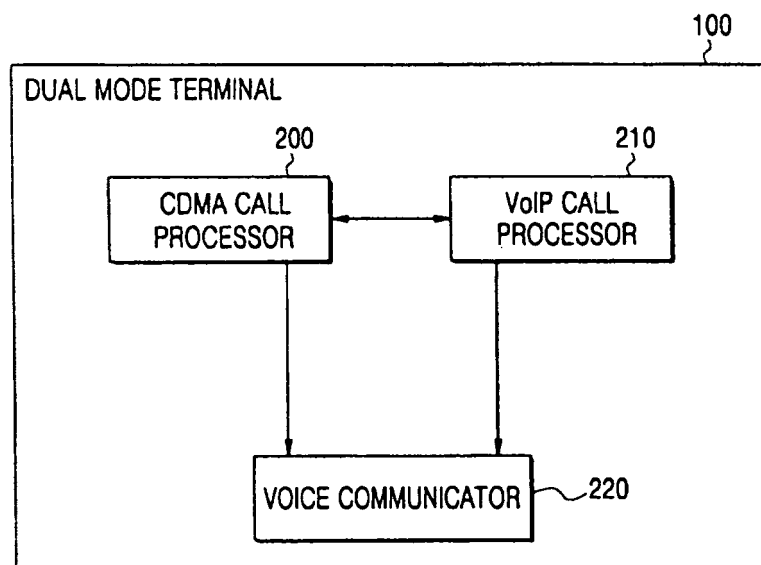 100
DUAL MODE TERMINAL
200
210
CDMA CALL
PROCESSOR
VoIP CALL
PROCESSOR
VOICE COMMUNICATOR
220